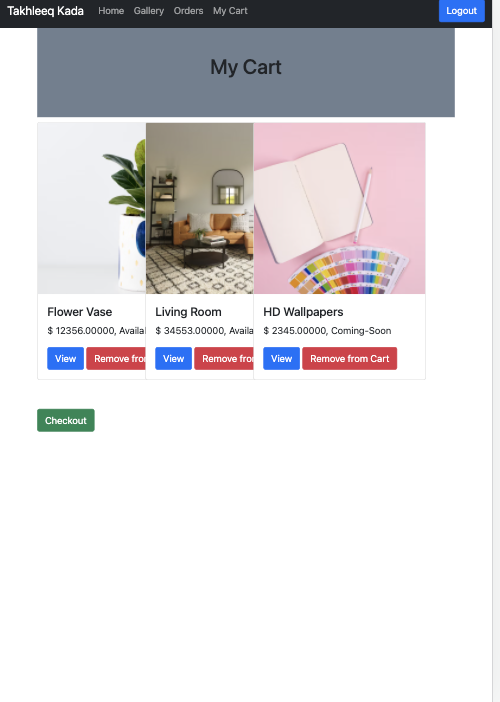 Takhleeq Kada Home Gallery Orders My Cart Logout
My Cart
Flower Vase
$ 12356.00000, Availa
View Remove from
Living Room
$ 34553.00000, Availa
View Remove from
HD Wallpapers
$ 2345.00000, Coming-Soon
View Remove from Cart
Checkout